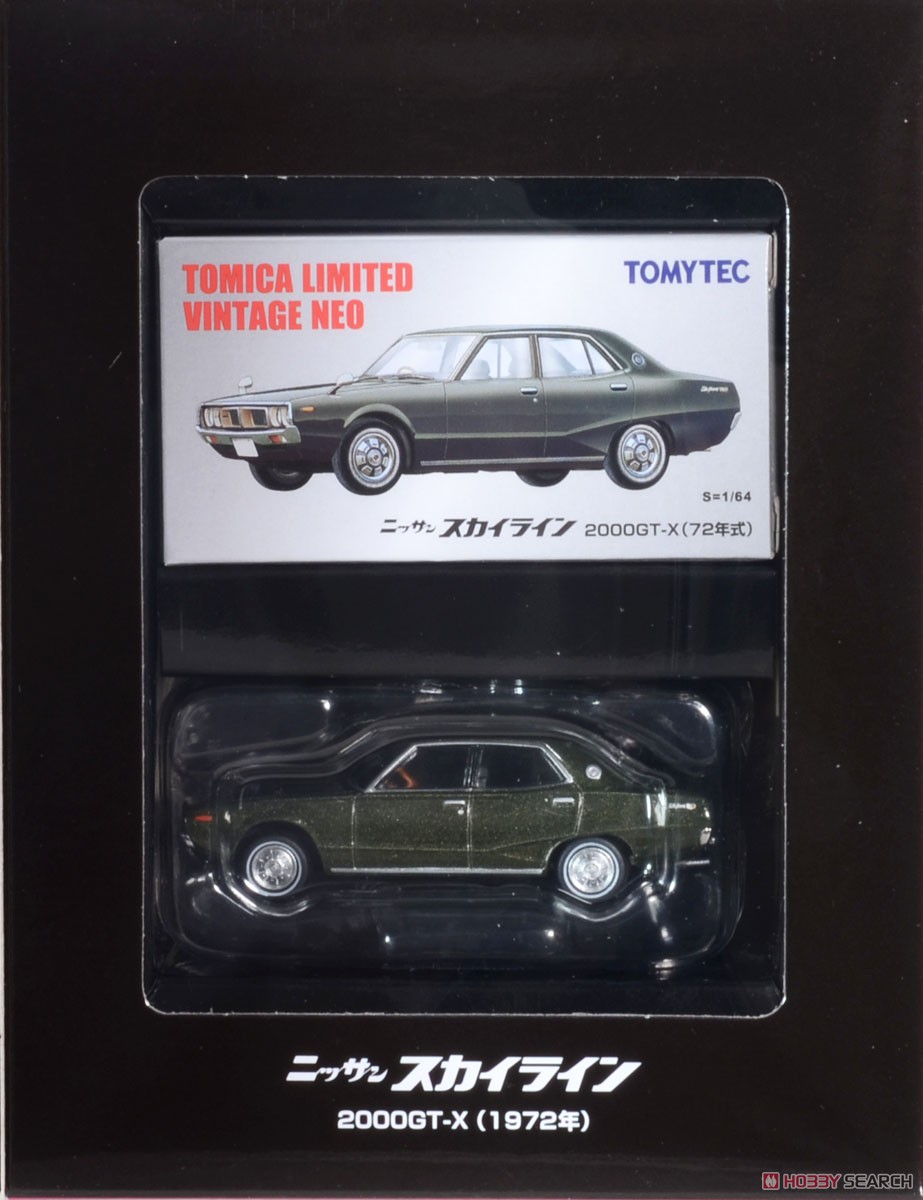 TOMICA LIMITED
VINTAGE NEO
TOMYTEC
S=1/64
ニッサン スカイライン 2000GT-X(72年式)
ニッサン スカイライン
2000GT-X (1972年)
HOBBY SEARCH